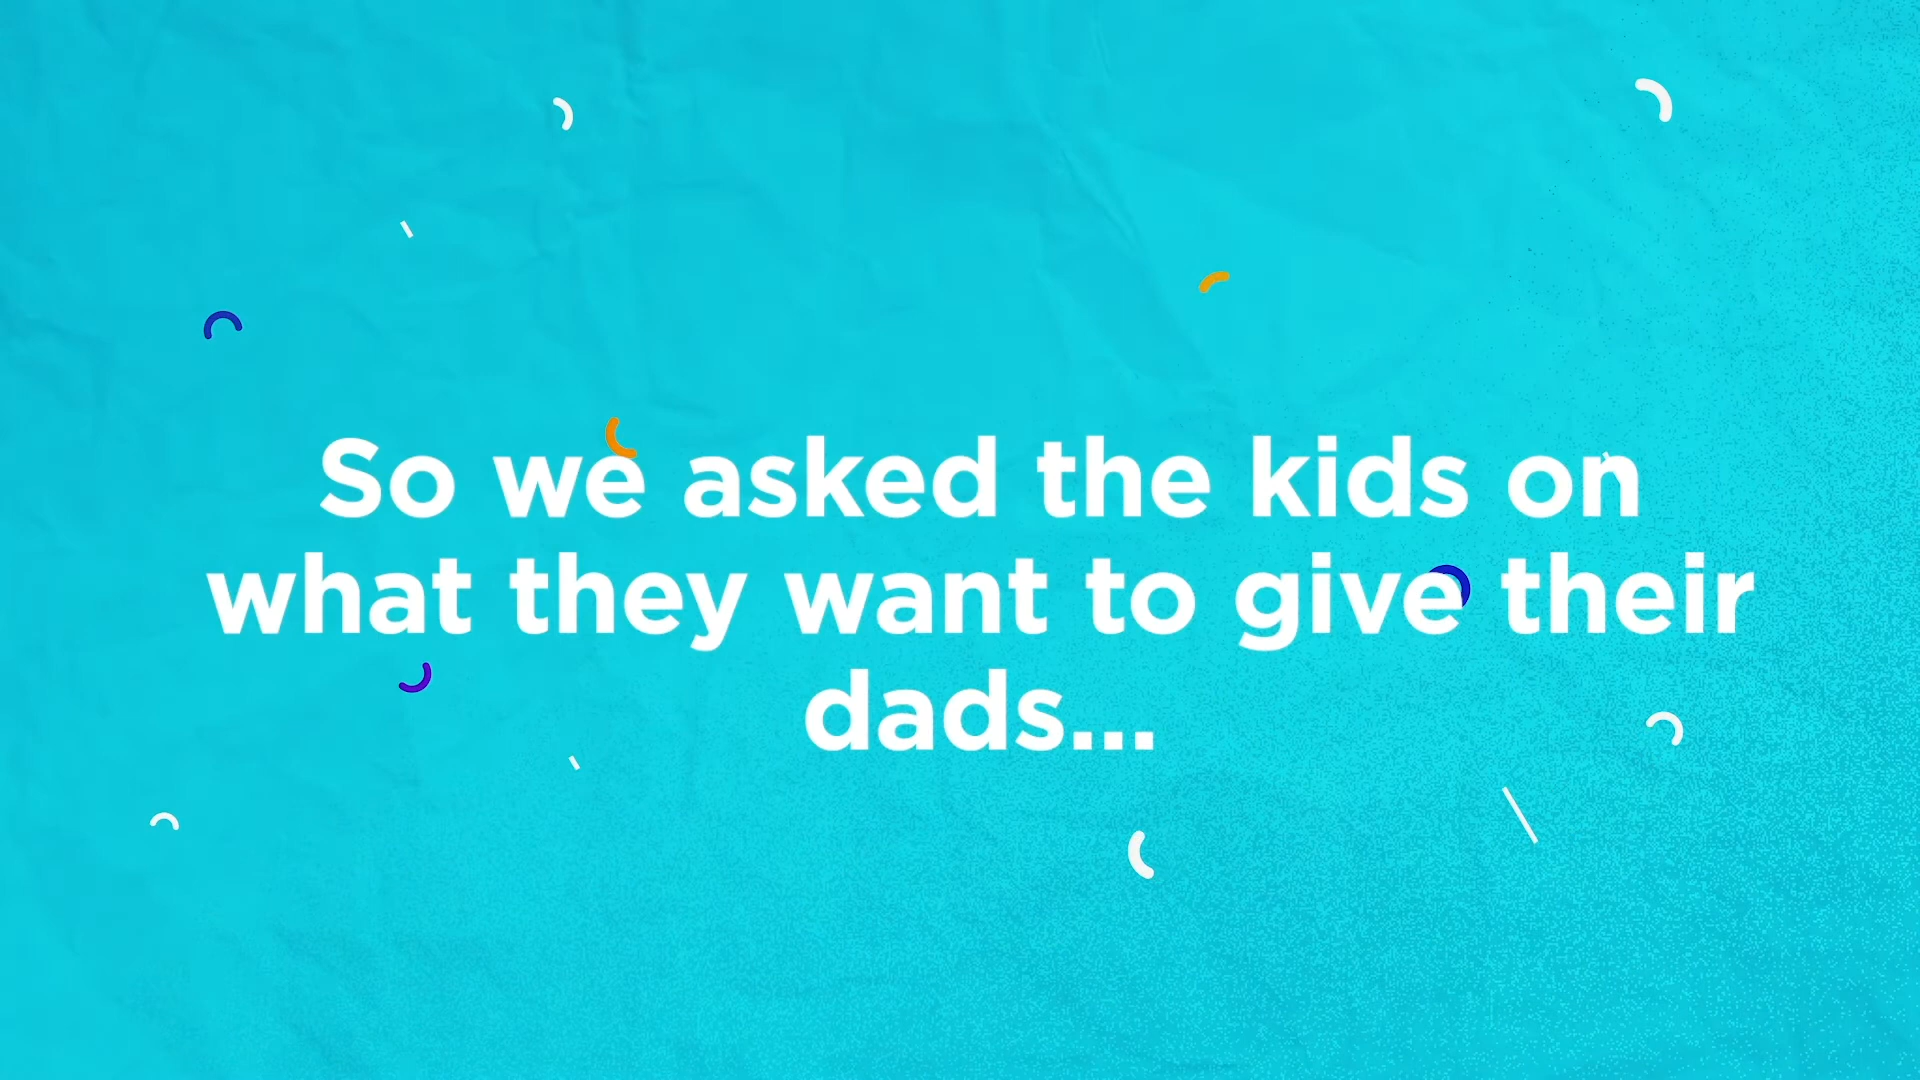 So we asked the kids on
what they want to give their
dads...